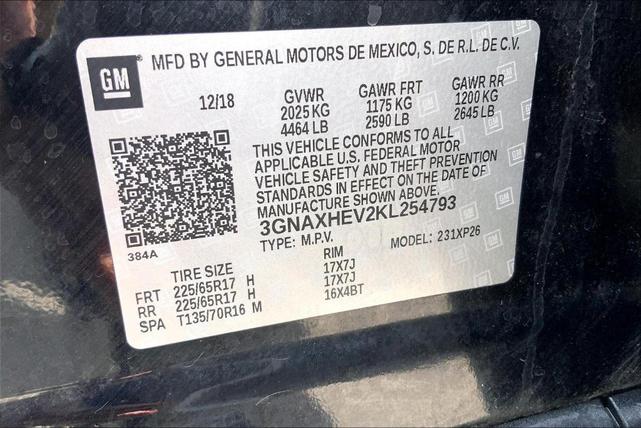 GM MFD BY GENERAL MOTORS DE MEXICO, S. DE R.L. DE C.V.
12/18 GVWR GAWR FRT GAWR RR
2025 KG 1175 KG 1200 KG
4464 LB 2590 LB 2645 LB
THIS VEHICLE CONFORMS TO ALL
APPLICABLE U.S. FEDERAL MOTOR
VEHICLE SAFETY AND THEFT PREVENTION
STANDARDS IN EFFECT ON THE DATE OF
MANUFACTURE SHOWN ABOVE.
3GNAXHEV2KL254793
TYPE: M.P.V. MODEL: 231XP26
384A
TIRE SIZE RIM
FRT 225/65R17 H 17X7J
RR 225/65R17 H 17X7J
SPA T135/70R16 M 16X4BT